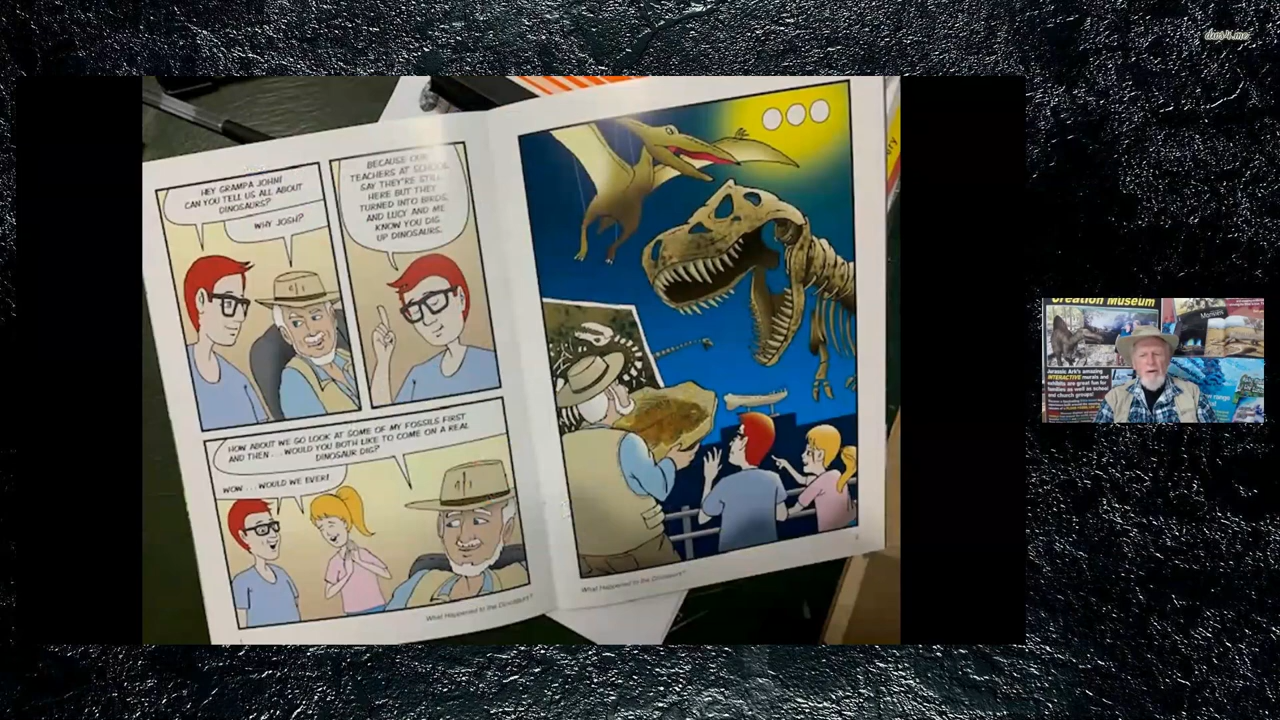 HEY GRAMPA JOHN!
CAN YOU TELL US ALL ABOUT
DINOSAURS?
WHY JOSH?
BECAUSE OUR
TEACHERS AT SCHOOL
SAY THEY'RE STILL
HERE BUT THEY
TURNED INTO BIRDS,
AND LUCY AND ME
KNOW YOU DIG
UP DINOSAURS.
HOW ABOUT WE GO LOOK AT SOME OF MY FOSSILS FIRST
AND THEN . . . WOULD YOU BOTH LIKE TO COME ON A REAL
DINOSAUR DIG?
WOW . . . WOULD WE EVER!
What Happened to the Dinosaurs?
What Happened to the Dinosaurs?
Creation Museum
Jurassic Ark's amazing
INTERACTIVE murals and
exhibits are great fun for
families as well as school
and church groups!